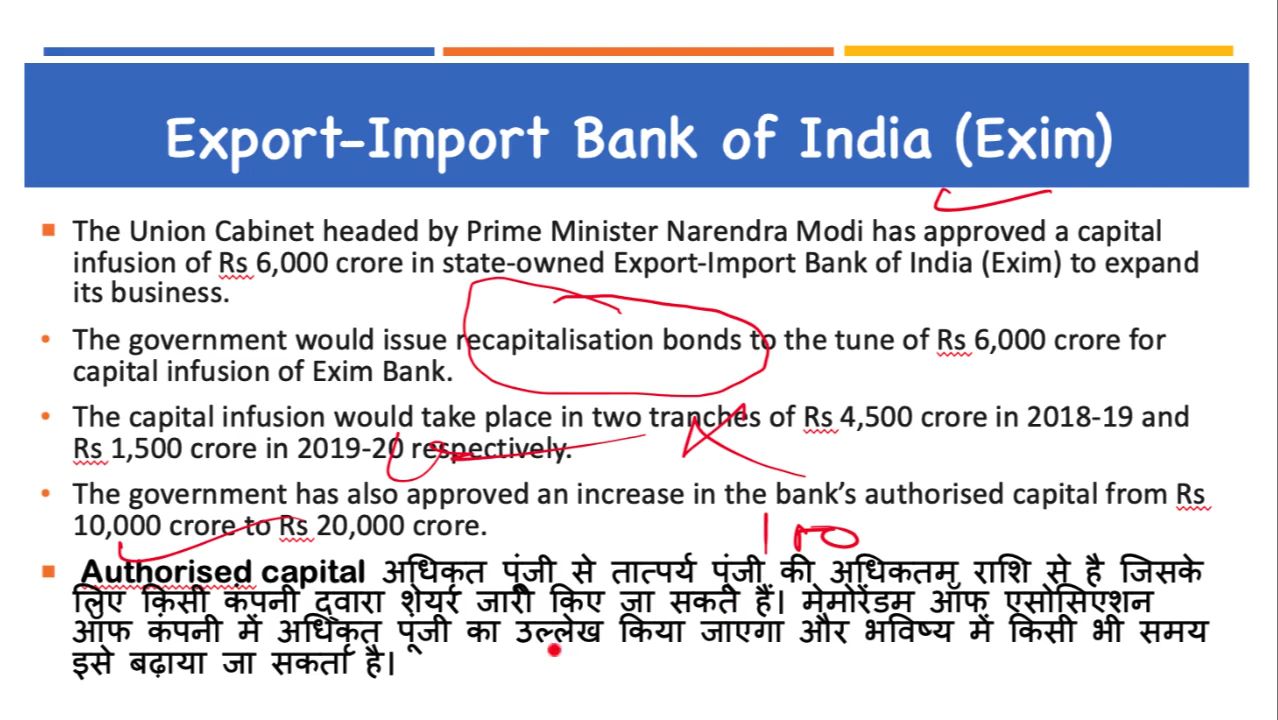 Export-Import Bank of India (Exim)
The Union Cabinet headed by Prime Minister Narendra Modi has approved a capital
infusion of Rs 6,000 crore in state-owned Export-Import Bank of India (Exim) to expand
its business.
The government would issue recapitalisation bonds to the tune of Rs 6,000 crore for
capital infusion of Exim Bank.
The capital infusion would take place in two tranches of Rs 4,500 crore in 2018-19 and
Rs 1,500 crore in 2019-20 respectively.
The government has also approved an increase in the bank's authorised capital from Rs
10,000 crore to Rs 20,000 crore.
100
Authorised capital अधिकृत पूंजी से तात्पर्य पूंजी की अधिकतम राशि से है जिसके
लिए किसी कंपनी द्वारा शेयर जारी किए जा सकते हैं। मेमोरेंडम ऑफ एसोसिएशन
ऑफ कंपनी में अधिकृत पूंजी का उल्लेख किया जाएगा और भविष्य में किसी भी समय
इसे बढ़ाया जा सकता है।